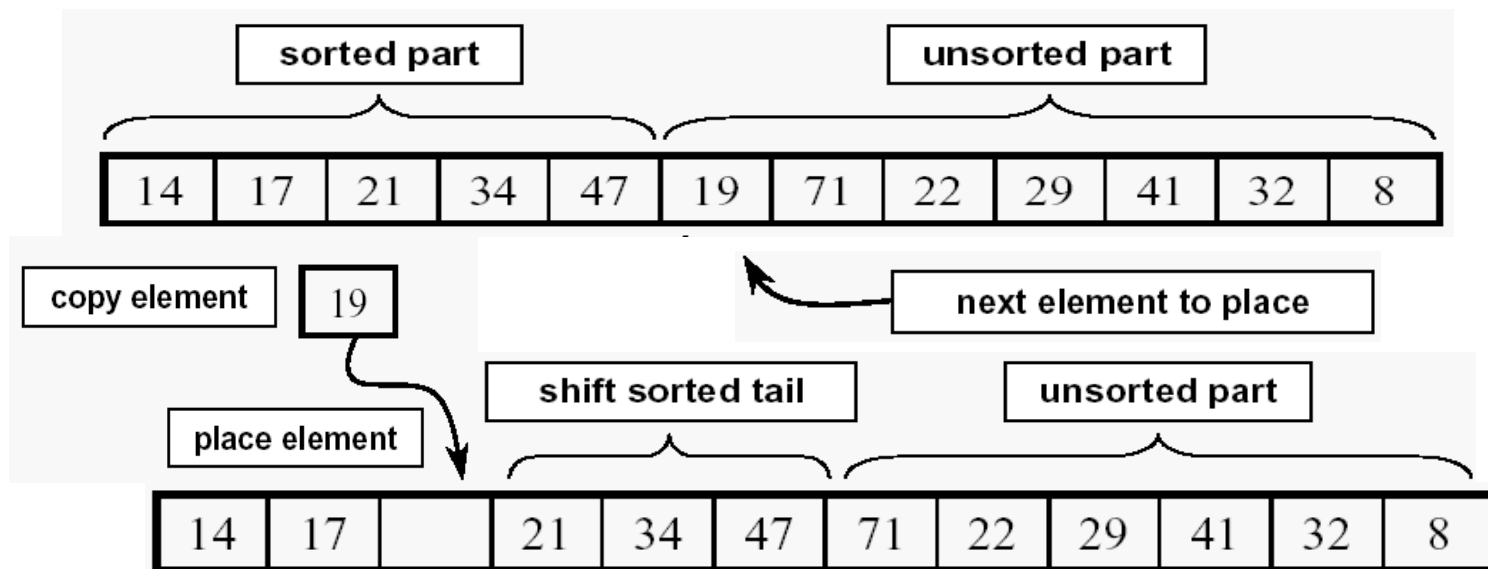 sorted part
unsorted part
14 17 21 34 47 19 71 22 29 41 32 8
copy element
19
next element to place
shift sorted tail
unsorted part
place element
14 17 21 34 47 71 22 29 41 32 8